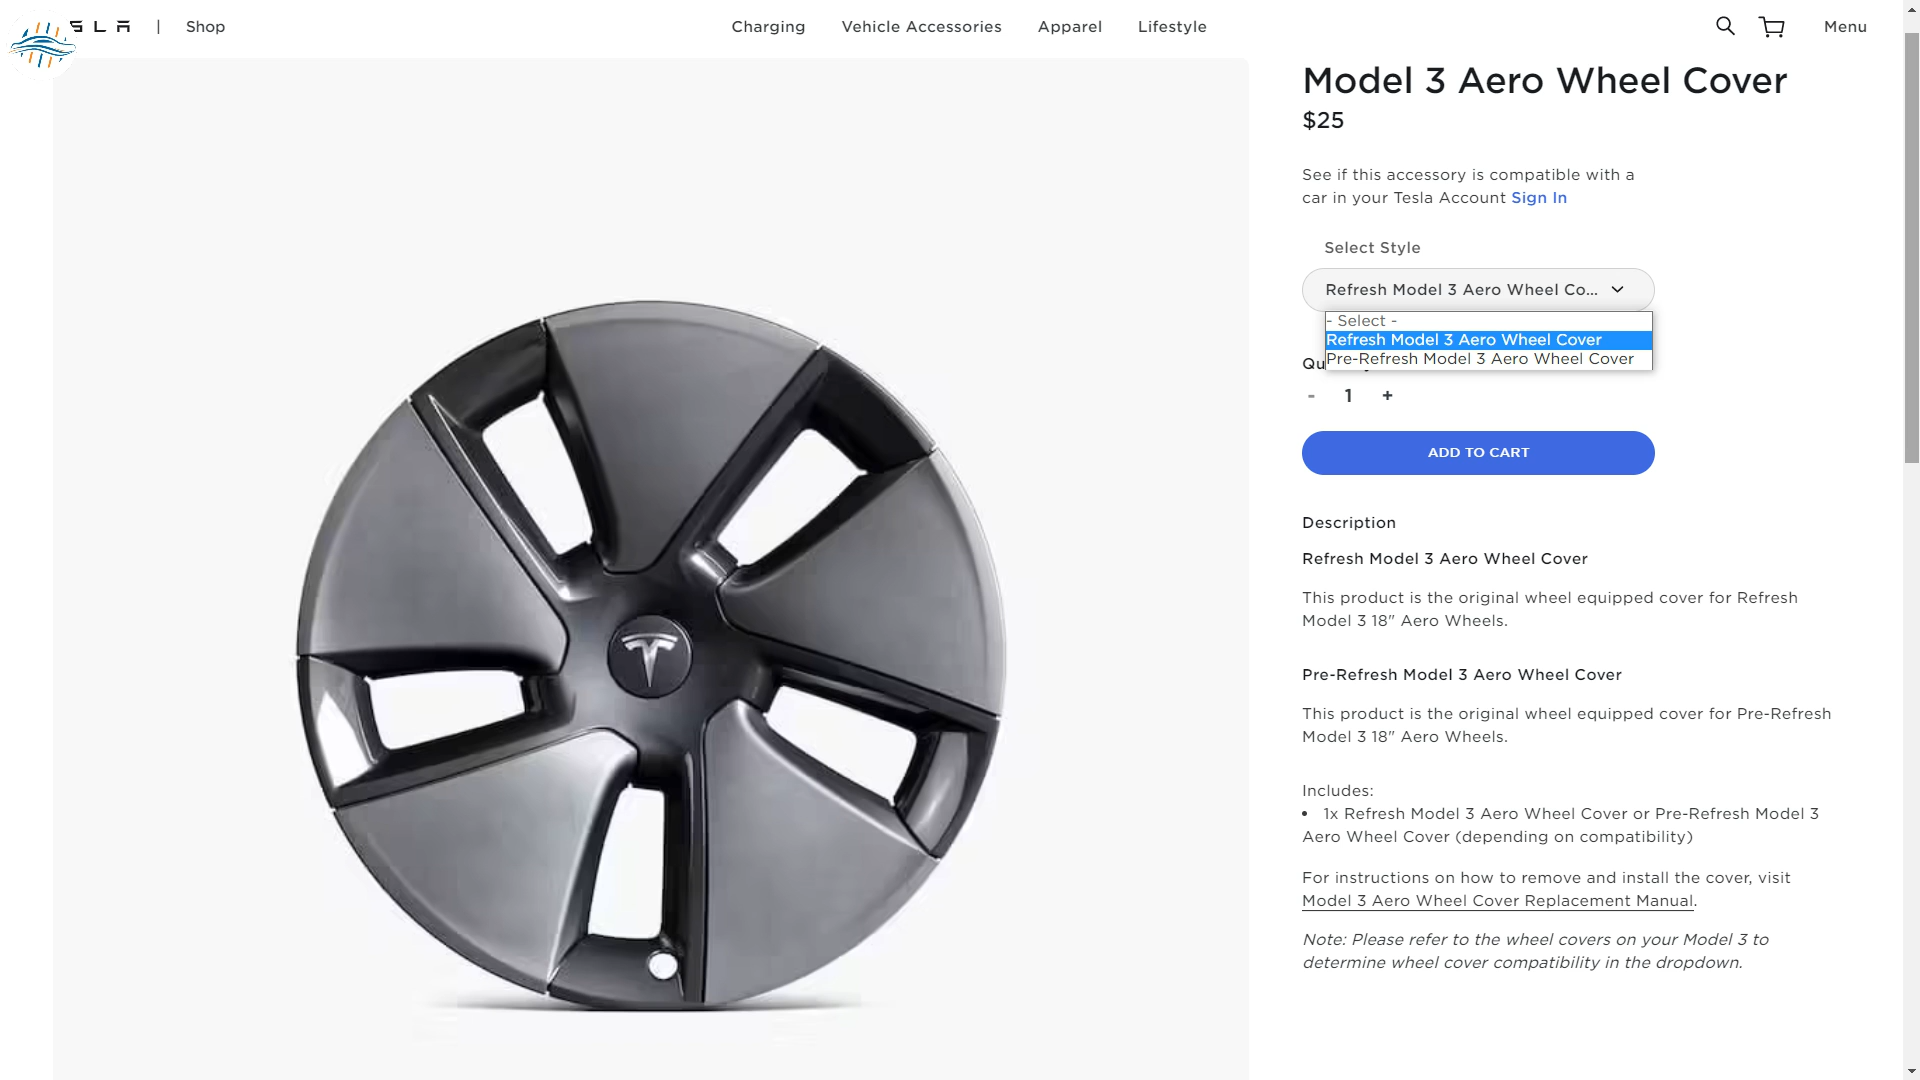 SLA | Shop
Charging
Vehicle Accessories
Apparel
Lifestyle
Menu
Model 3 Aero Wheel Cover
$25
See if this accessory is compatible with a
car in your Tesla Account Sign In
Select Style
Refresh Model 3 Aero Wheel Co...
- Select -
Refresh Model 3 Aero Wheel Cover
Pre-Refresh Model 3 Aero Wheel Cover
- 1 +
ADD TO CART
Description
Refresh Model 3 Aero Wheel Cover
This product is the original wheel equipped cover for Refresh
Model 3 18" Aero Wheels.
Pre-Refresh Model 3 Aero Wheel Cover
This product is the original wheel equipped cover for Pre-Refresh
Model 3 18" Aero Wheels.
Includes:
• 1x Refresh Model 3 Aero Wheel Cover or Pre-Refresh Model 3
Aero Wheel Cover (depending on compatibility)
For instructions on how to remove and install the cover, visit
Model 3 Aero Wheel Cover Replacement Manual.
Note: Please refer to the wheel covers on your Model 3 to
determine wheel cover compatibility in the dropdown.